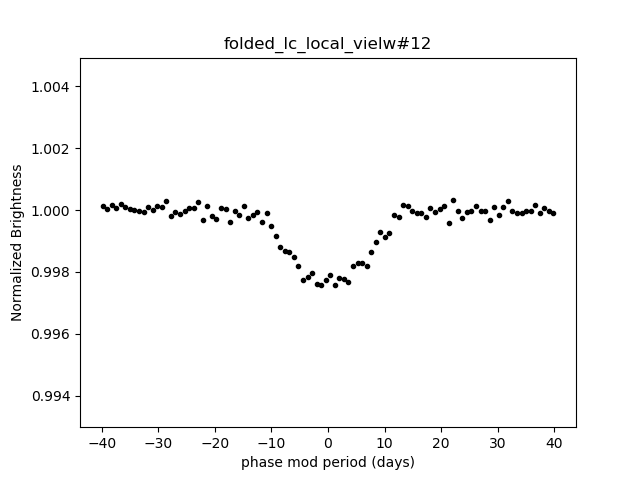 folded_lc_local_vielw#12
1.004
1.002
1.000
0.998
0.996
0.994
Normalized Brightness
−40 −30 −20 −10 0 10 20 30 40
phase mod period (days)